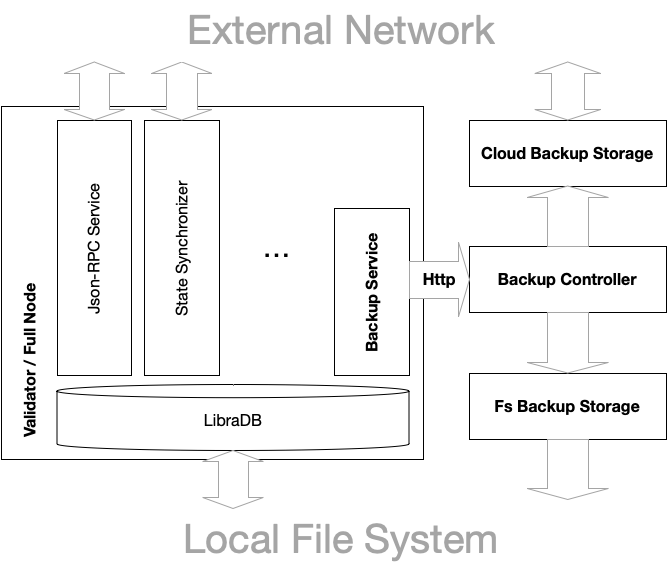 External Network
Validator / Full Node
Json-RPC Service
State Synchronizer
...
Backup Service
Http
LibraDB
Cloud Backup Storage
Backup Controller
Fs Backup Storage
Local File System